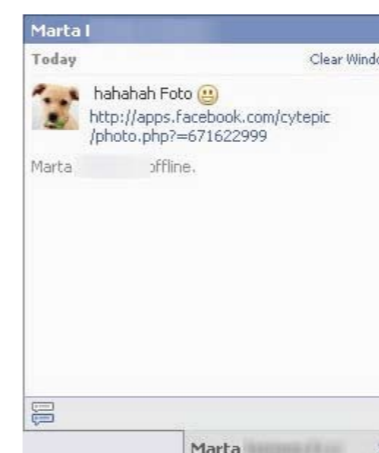 Marta
Today Clear Windo
hahahah Foto
http://apps.facebook.com/cytepic
/photo.php?=671622999
Marta offline.
Marta